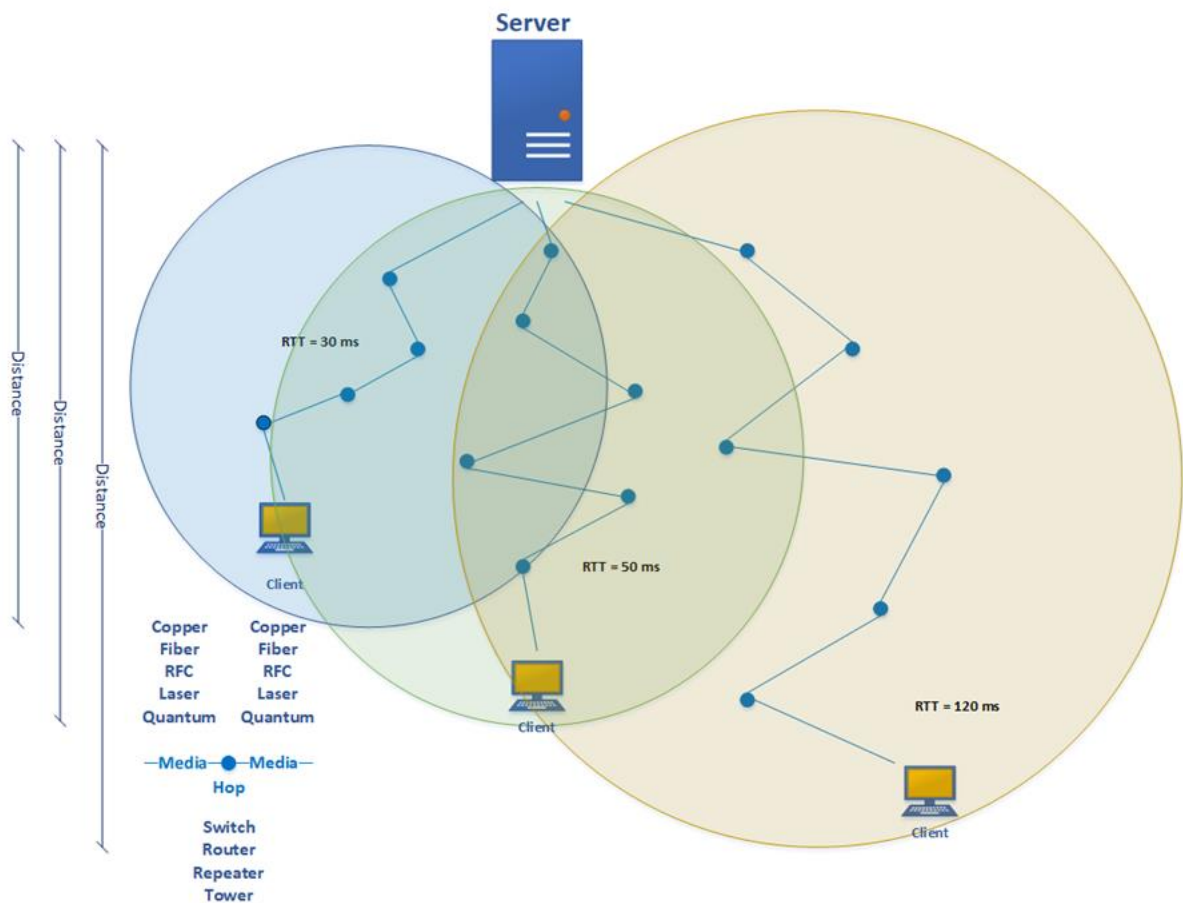 Server
RTT = 30 ms
Distance
Distance
Distance
RTT = 50 ms
Client
Copper Copper
Fiber Fiber
RFC RFC
Laser Laser
Quantum Quantum
Client
RTT = 120 ms
Media Media
Hop
Client
Switch
Router
Repeater
Tower